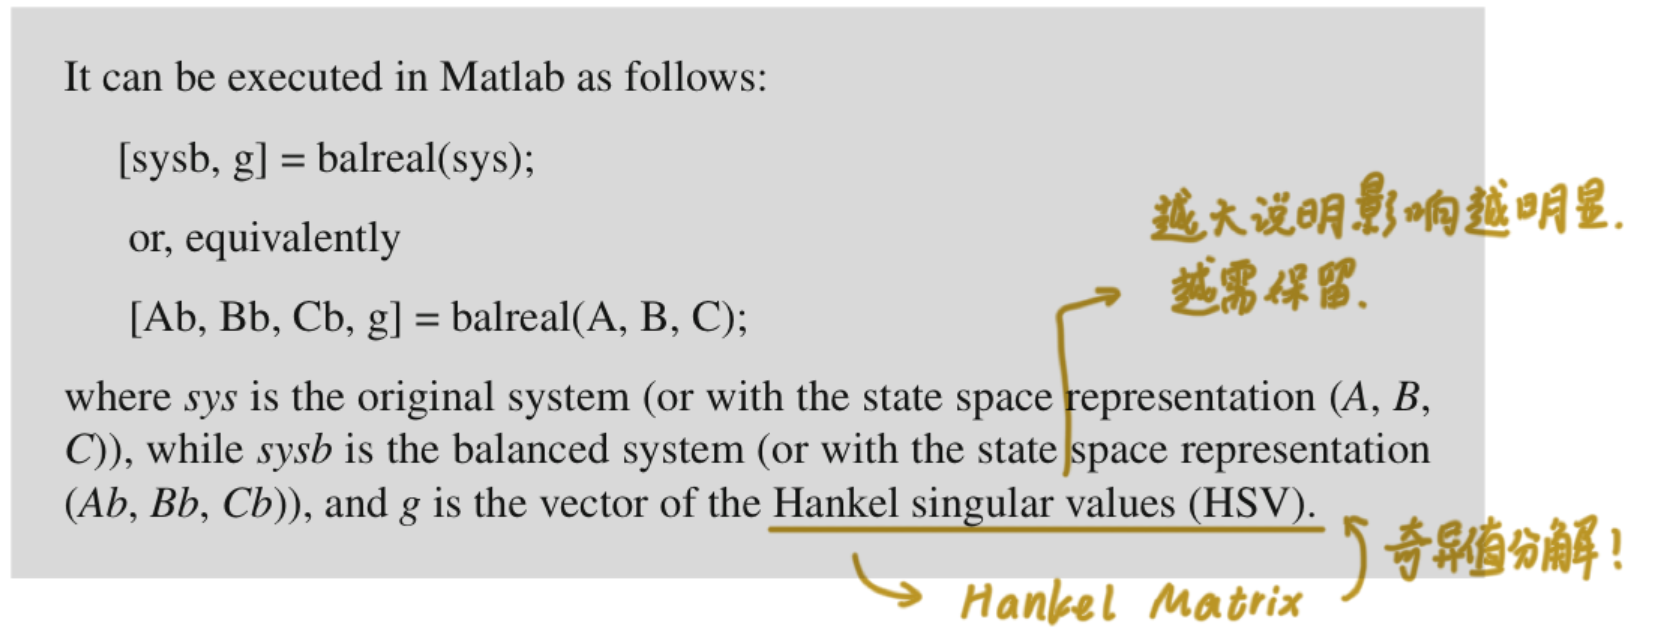 It can be executed in Matlab as follows:
[sysb, g] = balreal(sys);
or, equivalently
[Ab, Bb, Cb, g] = balreal(A, B, C);
where sys is the original system (or with the state space representation (A, B,
C)), while sysb is the balanced system (or with the state space representation
(Ab, Bb, Cb)), and g is the vector of the Hankel singular values (HSV).
越大说明影响越明显.
越需保留.
奇异值分解!
Hankel Matrix